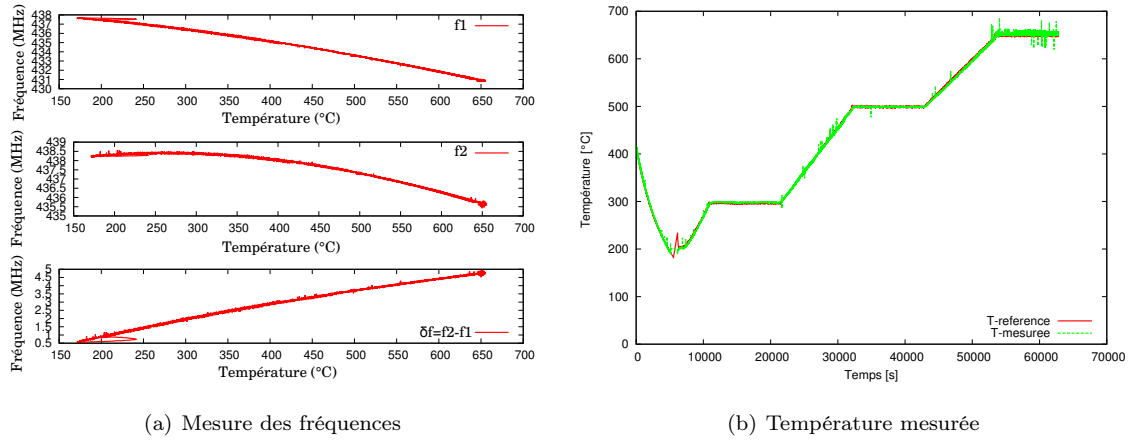 438
437
436
435
434
433
432
431
430
150 200 250 300 350 400 450 500 550 600 650 700
Fréquence (MHz)
Température (°C)
f1
439
438.5
438
437.5
437
436.5
436
435.5
435
150 200 250 300 350 400 450 500 550 600 650 700
Fréquence (MHz)
Température (°C)
f2
5
4.5
4
3.5
3
2.5
2
1.5
1
0.5
150 200 250 300 350 400 450 500 550 600 650 700
Fréquence (MHz)
Température (°C)
δf=f2-f1
(a) Mesure des fréquences
700
600
500
400
300
200
100
0
0 10000 20000 30000 40000 50000 60000 70000
Température [°C]
Temps [s]
T-reference
T-mesuree
(b) Température mesurée